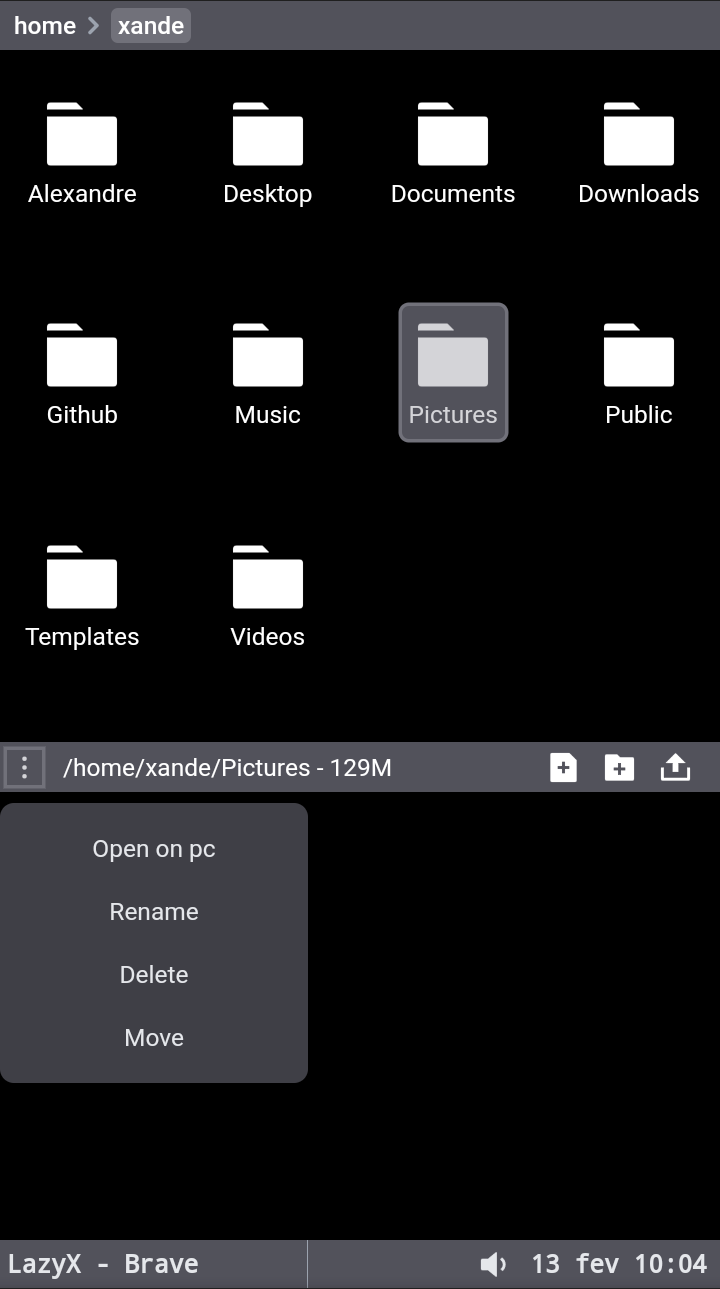 home xande
Alexandre Desktop Documents Downloads
Github Music Pictures Public
Templates Videos
/home/xande/Pictures - 129M
Open on pc
Rename
Delete
Move
LazyX - Brave 13 fev 10:04